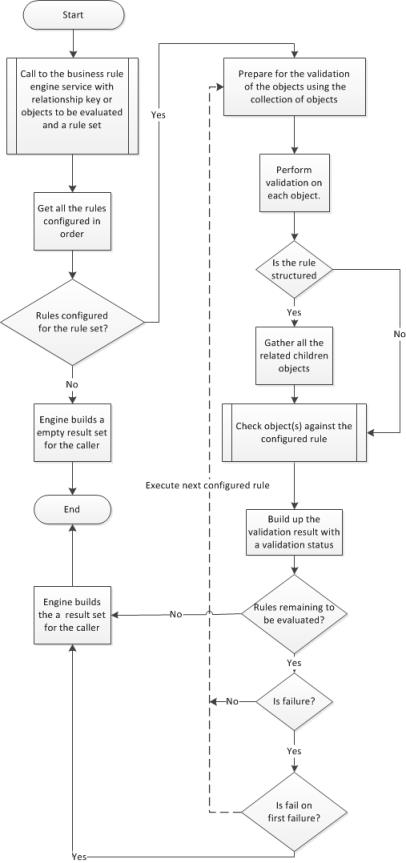 Start
Call to the business rule
engine service with
relationship key or
objects to be evaluated
and a rule set
Get all the rules
configured in
order
Rules configured
for the rule set?
Yes
No
Engine builds a
empty result set
for the caller
End
Engine builds
the a result set
for the caller
Prepare for the validation
of the objects using the
collection of objects
Perform
validation on
each object.
Is the rule
structured
Yes
No
Gather all the
related children
objects
Check object(s) against the
configured rule
Execute next configured rule
Build up the
validation result with
a validation status
Rules remaining to
be evaluated?
No
Yes
Is failure?
No
Yes
Is fail on
first failure?
Yes